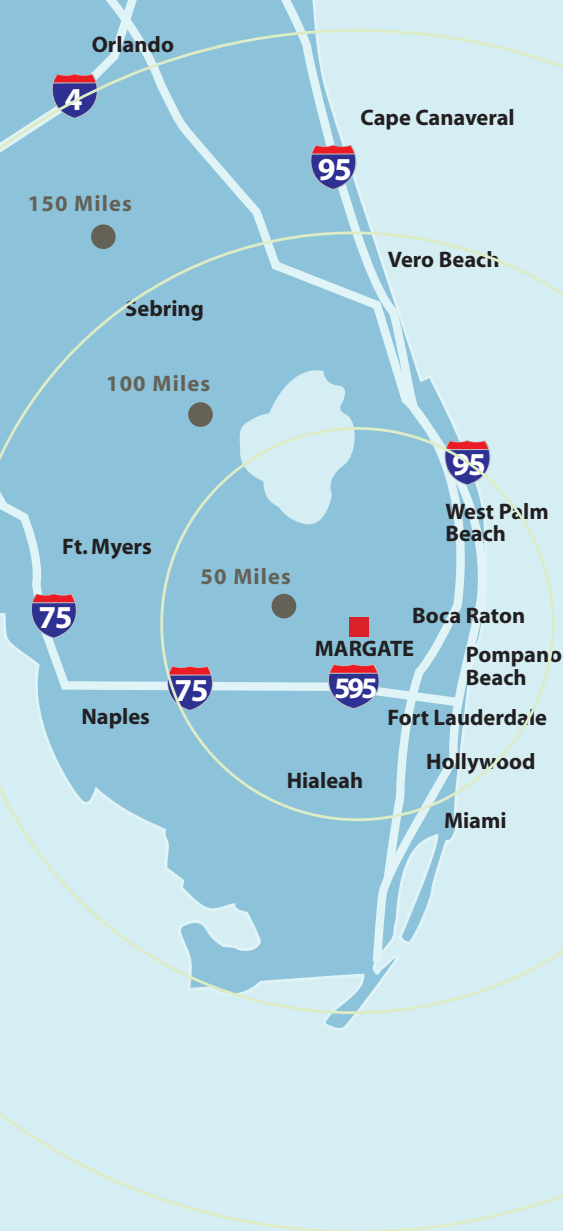 Orlando
4
Cape Canaveral
95
150 Miles
Vero Beach
Sebring
100 Miles
95
West Palm
Beach
Ft. Myers
50 Miles
75
Boca Raton
MARGATE
Pompano
Beach
75
595
Naples
Fort Lauderdale
Hollywood
Hialeah
Miami